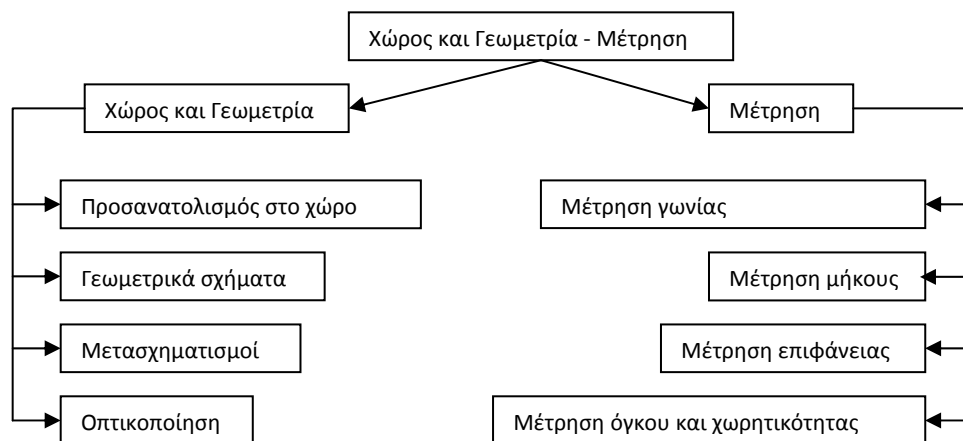 Χώρος και Γεωμετρία - Μέτρηση
Χώρος και Γεωμετρία
Μέτρηση
Προσανατολισμός στο χώρο
Μέτρηση γωνίας
Γεωμετρικά σχήματα
Μέτρηση μήκους
Μετασχηματισμοί
Μέτρηση επιφάνειας
Οπτικοποίηση
Μέτρηση όγκου και χωρητικότητας